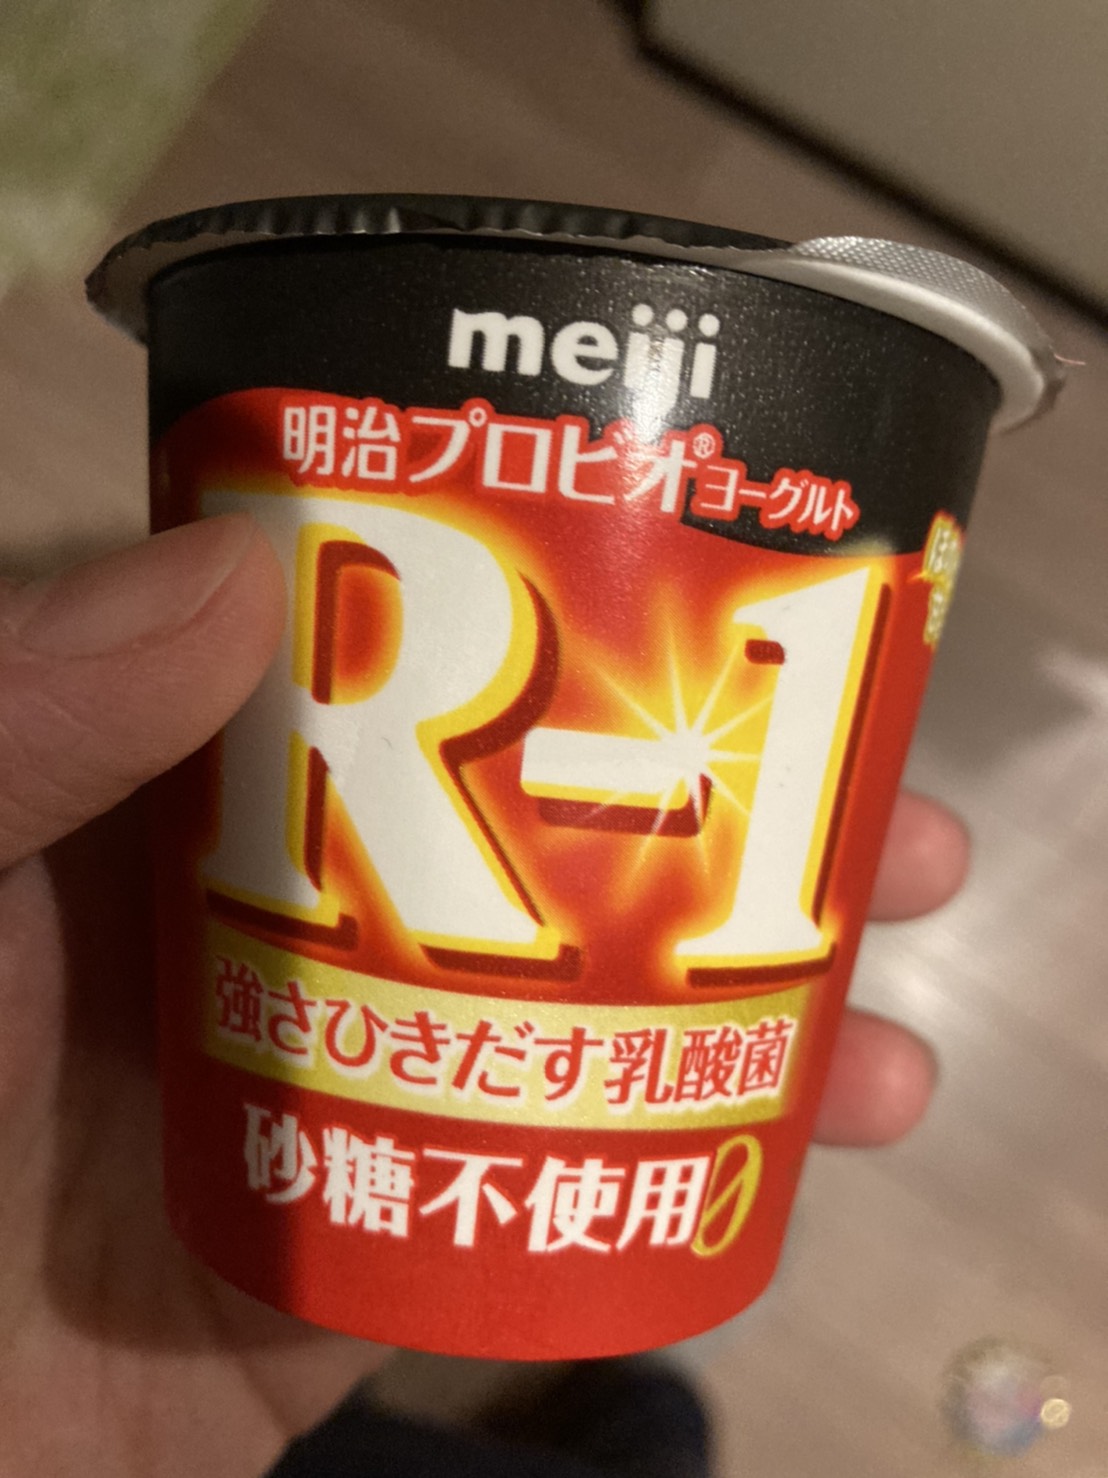 meiji
明治プロビオ®ヨーグルト
R-1
強さひきだす乳酸菌
砂糖不使用0